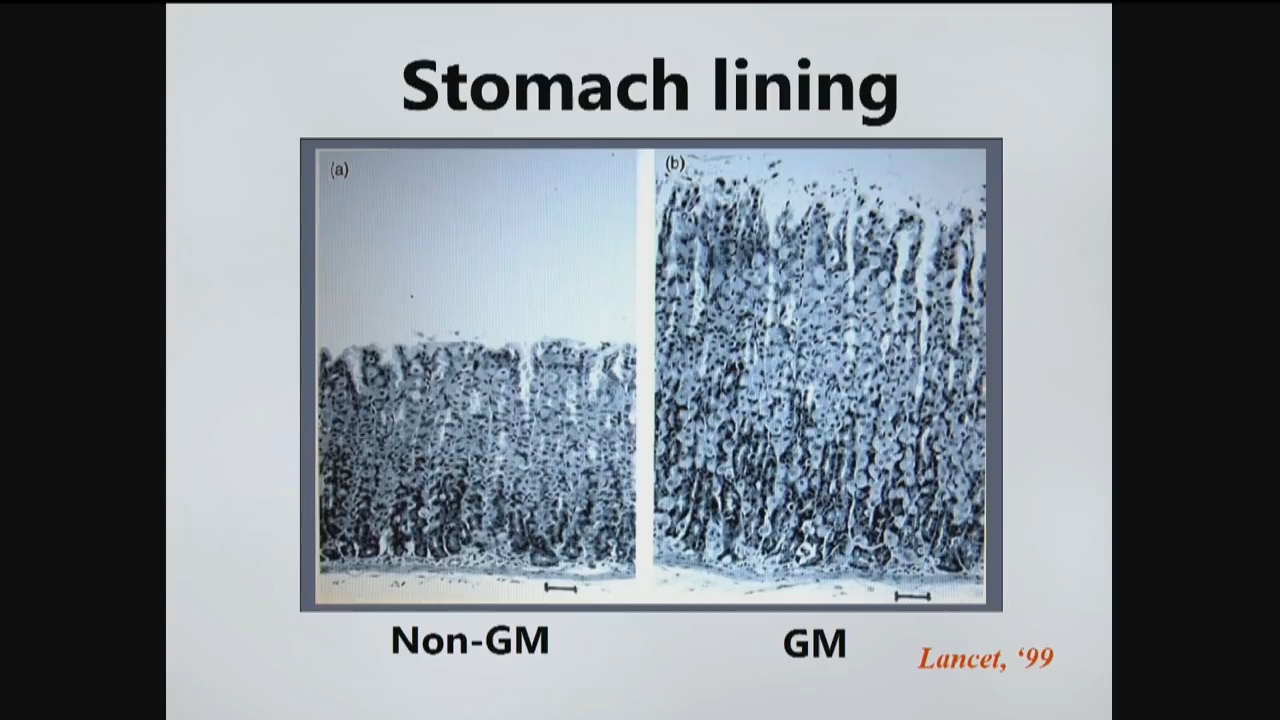 Stomach lining
(a)
(b)
Non-GM
GM
Lancet, ‘99